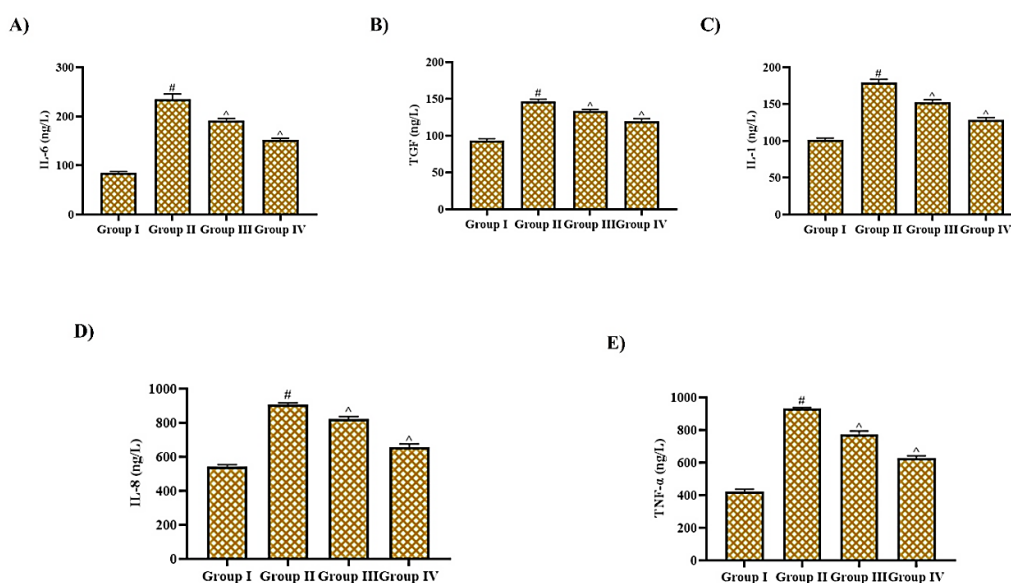 A)
IL-6 (ng/L)
300
200
100
0
#
^
^
Group I Group II Group III Group IV
B)
TGF (ng/L)
200
150
100
50
0
#
^
^
Group I Group II Group III Group IV
C)
IL-1 (ng/L)
200
150
100
50
0
#
^
^
Group I Group II Group III Group IV
D)
IL-8 (ng/L)
1000
800
600
400
200
0
#
^
^
Group I Group II Group III Group IV
E)
TNF-α (ng/L)
1000
800
600
400
200
0
#
^
^
Group I Group II Group III Group IV